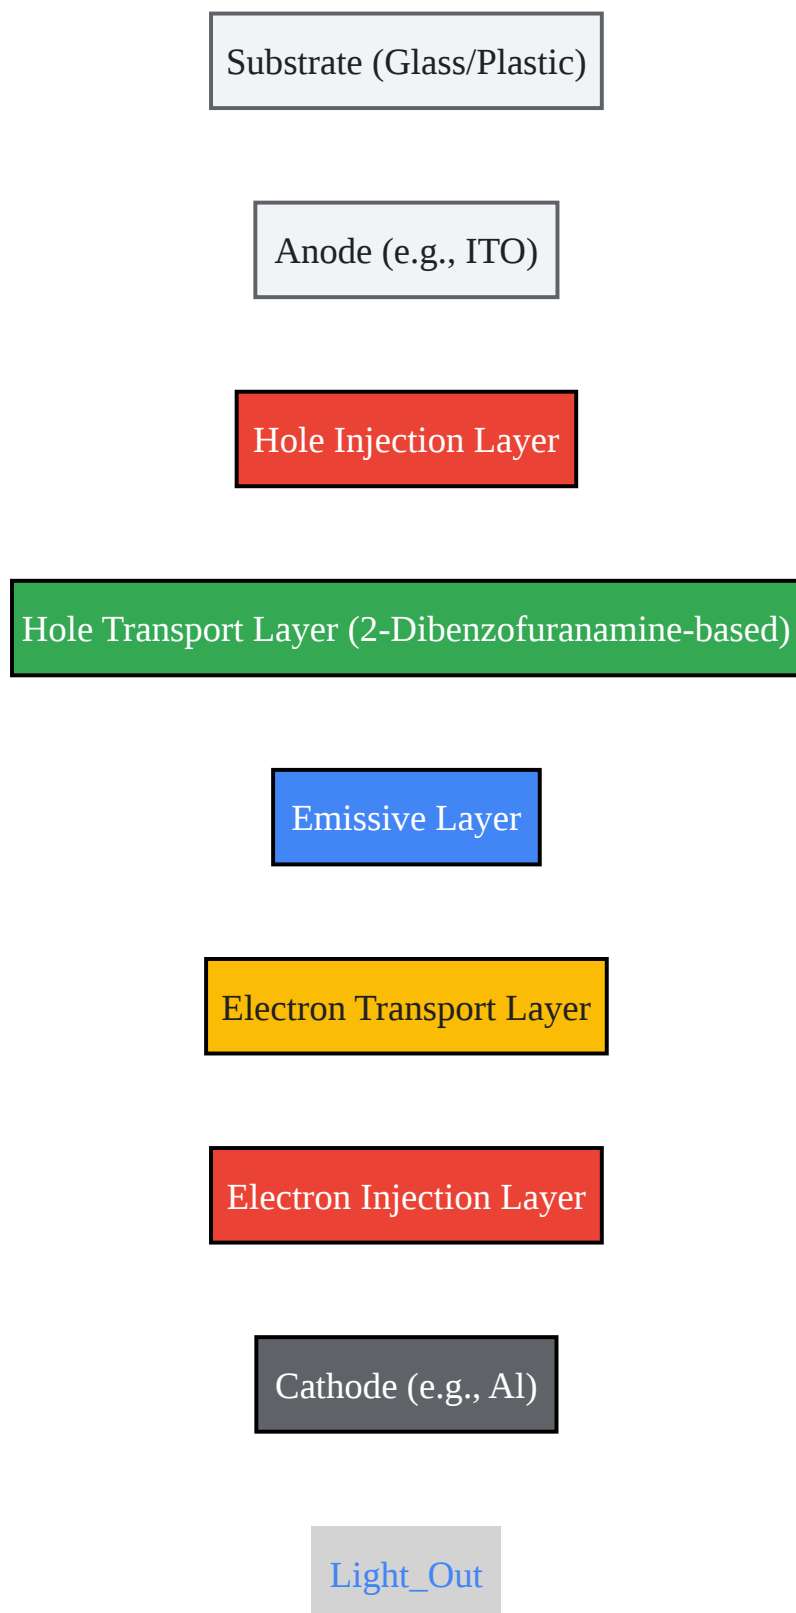 Substrate (Glass/Plastic)
Anode (e.g., ITO)
Hole Injection Layer
Hole Transport Layer (2-Dibenzofuranamine-based)
Emissive Layer
Electron Transport Layer
Electron Injection Layer
Cathode (e.g., Al)
Light_Out